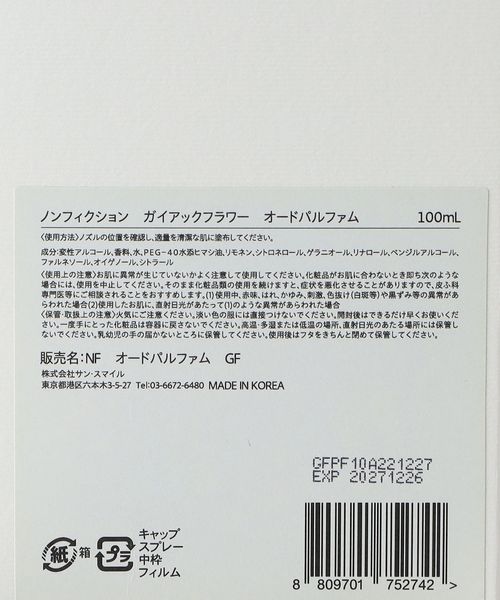 ノンフィクション ガイアックフラワー オードパルファム 100mL
〈使用方法〉ノズルの位置を確認し、適量を清潔な肌に塗布してください。
成分:変性アルコール、香料、水、PEG-40水添ヒマシ油、リモネン、シトロネロール、ゲラニオール、リナロール、ベンジルアルコール、
ファルネソール、オイゲノール、シトラール
〈使用上の注意〉お肌に異常が生じていないかよく注意して使用してください。化粧品がお肌に合わないとき即ち次のような
場合には、使用を中止してください。そのまま化粧品類の使用を続けますと、症状を悪化させることがありますので、皮ふ科
専門医等にご相談されることをおすすめします。(1)使用中、赤味、はれ、かゆみ、刺激、色抜け(白斑等)や黒ずみ等の異常があ
らわれた場合(2)使用したお肌に、直射日光があたって(1)のような異常があらわれた場合
〈保管・取扱上の注意〉火気にご注意ください。淡い色の服には直接つけないでください。開封後はできるだけ早くお使いくださ
い。一度手にとった化粧品は容器に戻さないでください。高温・多湿または低温の場所、直射日光のあたる場所には保管し
ないでください。乳幼児の手の届かないところに保管してください。使用後はフタをきちんと閉めて保管してください。
販売名:NF オードパルファム GF
株式会社サン・スマイル
東京都港区六本木3-5-27 Tel:03-6672-6480 MADE IN KOREA
GFPF10A221227
EXP 20271226
紙 箱 プラ キャップ
スプレー
中枠
フィルム
8 809701 752742 >